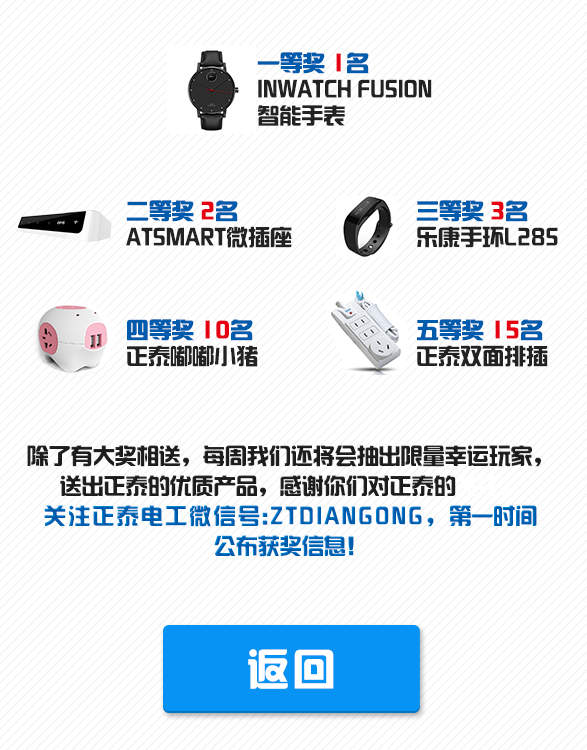 一等奖 1名
INWATCH FUSION
智能手表
二等奖 2名
ATSMART微插座
三等奖 3名
乐康手环L28S
四等奖 10名
正泰嘟嘟小猪
五等奖 15名
正泰双面排插
除了有大奖相送，每周我们还将会抽出限量幸运玩家，
送出正泰的优质产品，感谢你们对正泰的
关注正泰电工微信号:ZTDIANGONG，第一时间
公布获奖信息！
返回